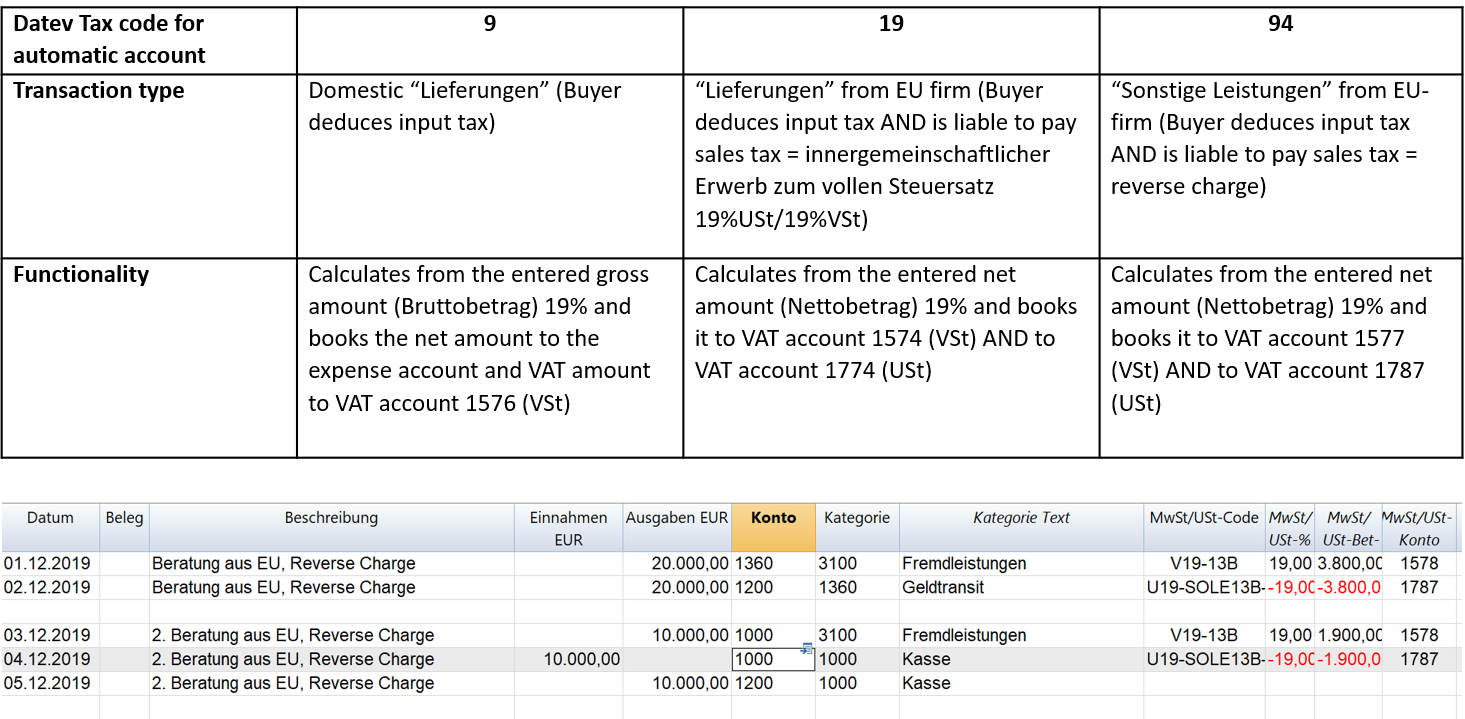 Datev Tax code for
automatic account
9
19
94
Transaction type
Domestic “Lieferungen” (Buyer
deduces input tax)
“Lieferungen” from EU firm (Buyer
deduces input tax AND is liable to pay
sales tax = innergemeinschaftlicher
Erwerb zum vollen Steuersatz
19%USt/19%VSt)
“Sonstige Leistungen” from EU-
firm (Buyer deduces input tax
AND is liable to pay sales tax =
reverse charge)
Functionality
Calculates from the entered gross
amount (Bruttobetrag) 19% and
books the net amount to the
expense account and VAT amount
to VAT account 1576 (VSt)
Calculates from the entered net
amount (Nettobetrag) 19% and books
it to VAT account 1574 (VSt) AND to
VAT account 1774 (USt)
Calculates from the entered net
amount (Nettobetrag) 19% and
books it to VAT account 1577
(VSt) AND to VAT account 1787
(USt)
Datum Beleg Beschreibung Einnahmen EUR Ausgaben EUR Konto Kategorie Kategorie Text MwSt/USt-Code MwSt/ USt-% MwSt/ USt-Bet- MwSt/USt- Konto
01.12.2019 Beratung aus EU, Reverse Charge 20.000,00 1360 3100 Fremdleistungen V19-13B 19,00 3.800,00 1578
02.12.2019 Beratung aus EU, Reverse Charge 20.000,00 1200 1360 Geldtransit U19-SOLE13B- -19,00 -3.800,0 1787
03.12.2019 2. Beratung aus EU, Reverse Charge 10.000,00 1000 3100 Fremdleistungen V19-13B 19,00 1.900,00 1578
04.12.2019 2. Beratung aus EU, Reverse Charge 10.000,00 1000 1000 Kasse U19-SOLE13B- -19,00 -1.900,0 1787
05.12.2019 2. Beratung aus EU, Reverse Charge 10.000,00 1200 1000 Kasse